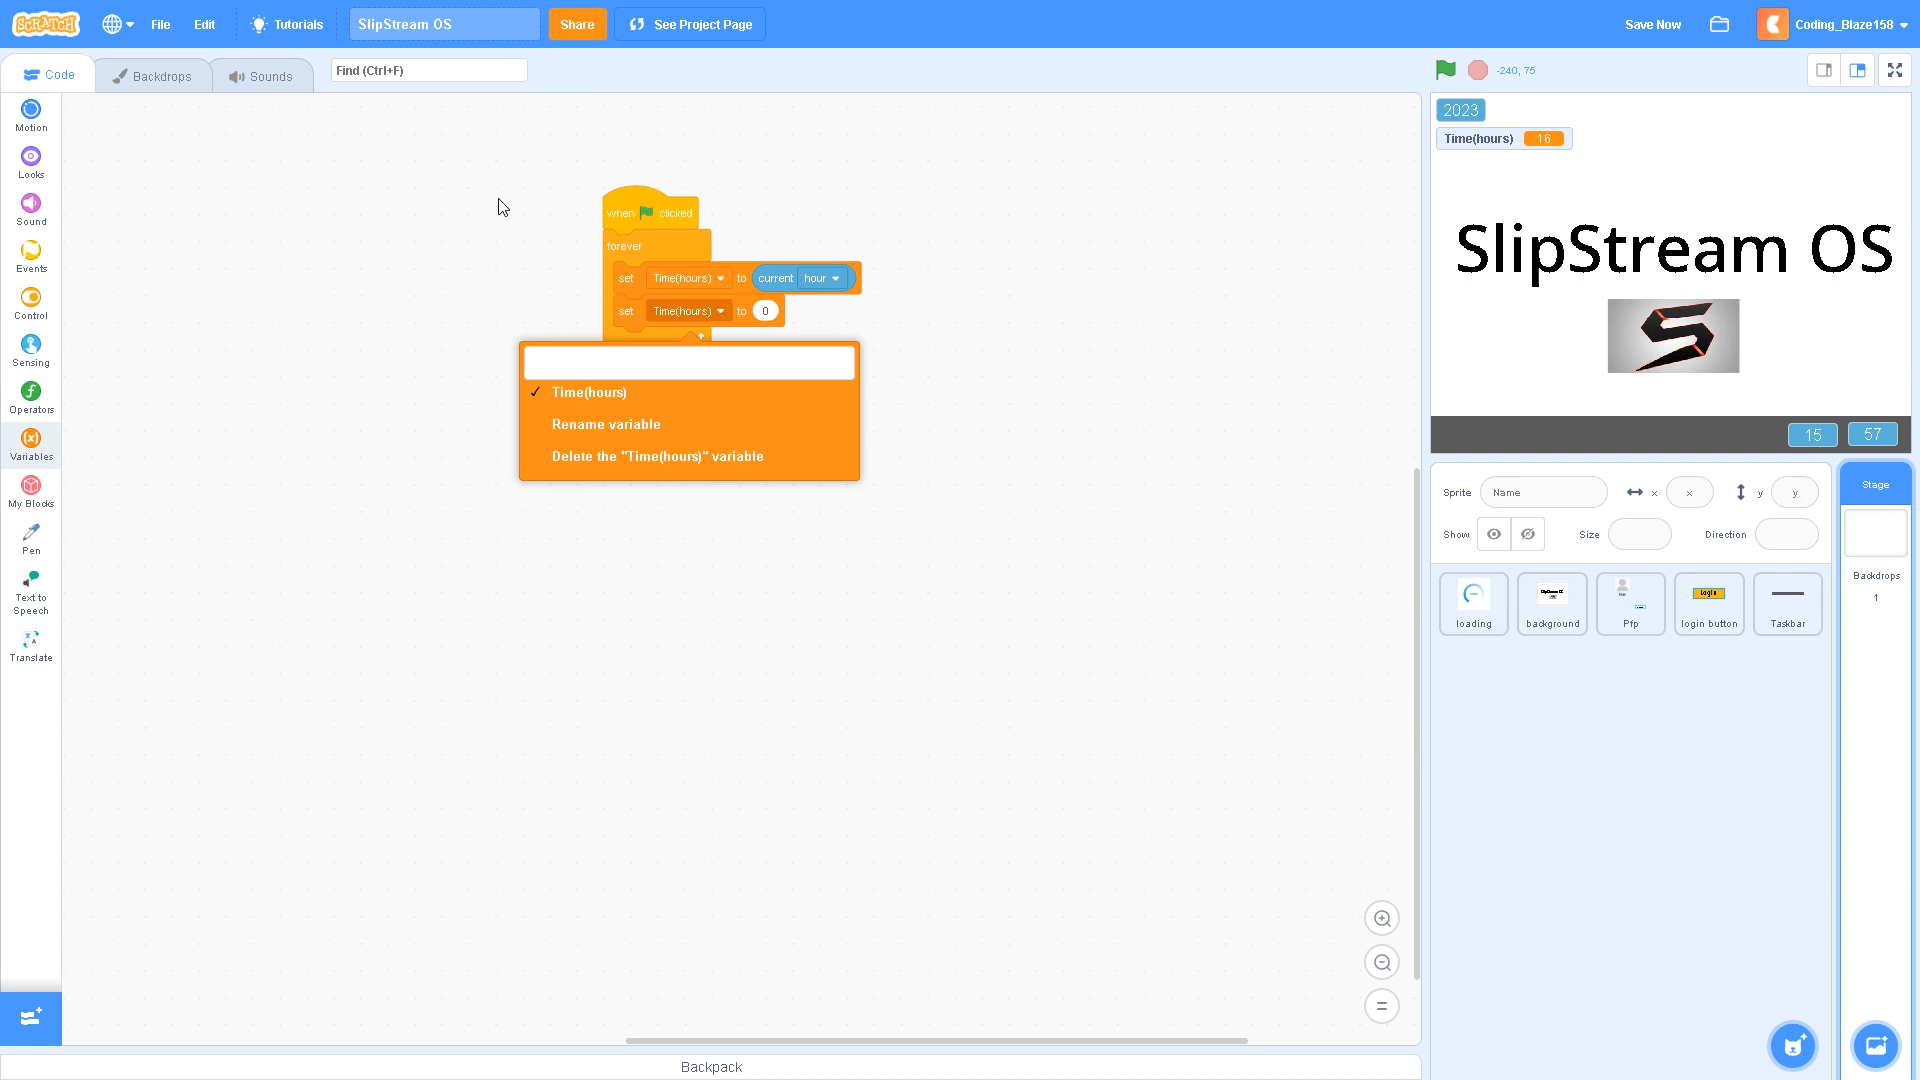 SCRATCH
File
Edit
Tutorials
SlipStream OS
Share
See Project Page
Save Now
Coding_Blaze158
Code
Backdrops
Sounds
Find (Ctrl+F)
-240, 75
Motion
Looks
Sound
Events
Control
Sensing
Operators
Variables
My Blocks
Pen
Text to
Speech
Translate
when clicked
forever
set Time(hours) to current hour
set Time(hours) to 0
✓ Time(hours)
Rename variable
Delete the "Time(hours)" variable
2023
Time(hours) 16
SlipStream OS
15 57
Sprite Name x x y y
Show Size Direction
loading
background
Pfp
login button
Login
Taskbar
Stage
Backdrops
1
Backpack